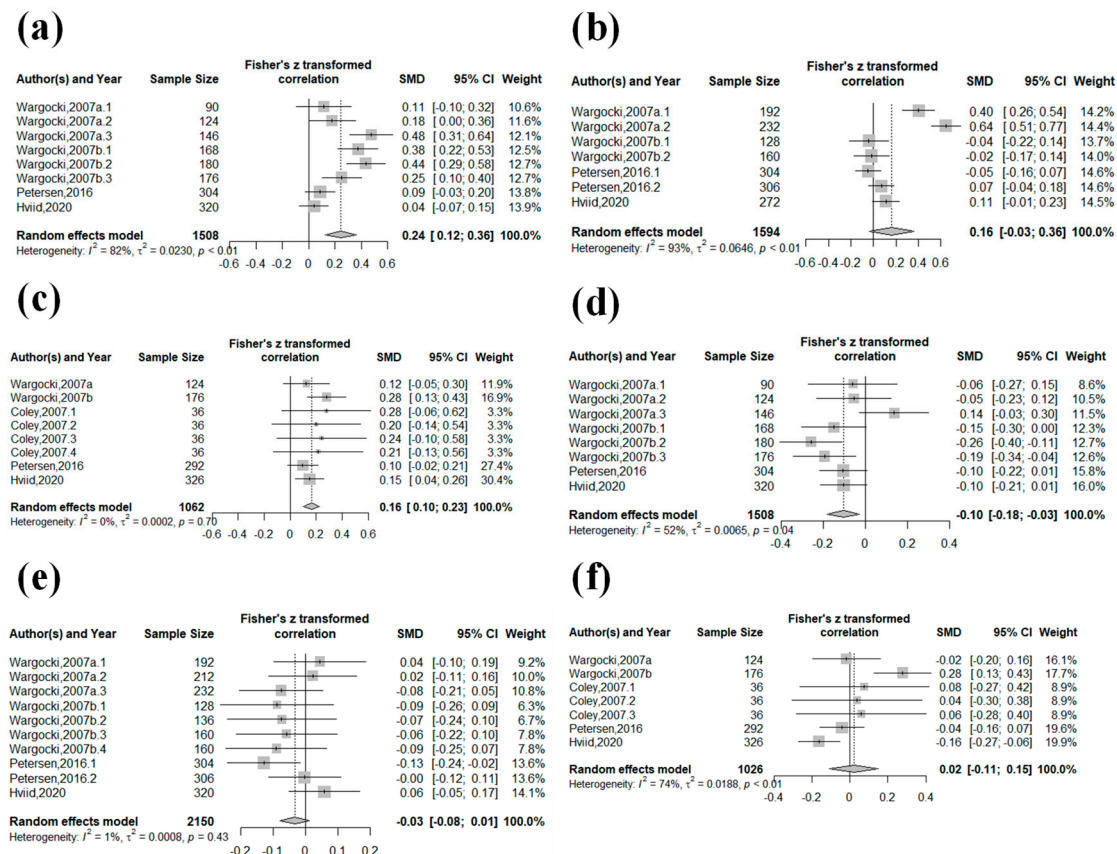 (a)
Fisher's z transformed
Author(s) and Year Sample Size correlation SMD 95% CI Weight
Wargocki,2007a.1 90 0.11 [-0.10; 0.32] 10.6%
Wargocki,2007a.2 124 0.18 [0.00; 0.36] 11.6%
Wargocki,2007a.3 146 0.48 [0.31; 0.64] 12.1%
Wargocki,2007b.1 168 0.38 [0.22; 0.53] 12.5%
Wargocki,2007b.2 180 0.44 [0.29; 0.58] 12.7%
Wargocki,2007b.3 176 0.25 [0.10; 0.40] 12.7%
Petersen,2016 304 0.09 [-0.03; 0.20] 13.8%
Hviid,2020 320 0.04 [-0.07; 0.15] 13.9%
Random effects model 1508 0.24 [ 0.12; 0.36] 100.0%
Heterogeneity: I² = 82%, τ² = 0.0230, p < 0.01
-0.6 -0.4 -0.2 0 0.2 0.4 0.6
(b)
Fisher's z transformed
Author(s) and Year Sample Size correlation SMD 95% CI Weight
Wargocki,2007a.1 192 0.40 [0.26; 0.54] 14.2%
Wargocki,2007a.2 232 0.64 [0.51; 0.77] 14.4%
Wargocki,2007b.1 128 -0.04 [-0.22; 0.14] 13.7%
Wargocki,2007b.2 160 -0.02 [-0.17; 0.14] 14.0%
Petersen,2016.1 304 -0.05 [-0.16; 0.07] 14.6%
Petersen,2016.2 306 0.07 [-0.04; 0.18] 14.6%
Hviid,2020 272 0.11 [-0.01; 0.23] 14.5%
Random effects model 1594 0.16 [-0.03; 0.36] 100.0%
Heterogeneity: I² = 93%, τ² = 0.0646, p < 0.01
-0.6 -0.4 -0.2 0 0.2 0.4 0.6
(c)
Fisher's z transformed
Author(s) and Year Sample Size correlation SMD 95% CI Weight
Wargocki,2007a 124 0.12 [-0.05; 0.30] 11.9%
Wargocki,2007b 176 0.28 [0.13; 0.43] 16.9%
Coley,2007.1 36 0.28 [-0.06; 0.62] 3.3%
Coley,2007.2 36 0.20 [-0.14; 0.54] 3.3%
Coley,2007.3 36 0.24 [-0.10; 0.58] 3.3%
Coley,2007.4 36 0.21 [-0.13; 0.56] 3.3%
Petersen,2016 292 0.10 [-0.02; 0.21] 27.4%
Hviid,2020 326 0.15 [0.04; 0.26] 30.4%
Random effects model 1062 0.16 [0.10; 0.23] 100.0%
Heterogeneity: I² = 0%, τ² = 0.0002, p = 0.70
-0.6 -0.4 -0.2 0 0.2 0.4 0.6
(d)
Fisher's z transformed
Author(s) and Year Sample Size correlation SMD 95% CI Weight
Wargocki,2007a.1 90 -0.06 [-0.27; 0.15] 8.6%
Wargocki,2007a.2 124 -0.05 [-0.23; 0.12] 10.5%
Wargocki,2007a.3 146 0.14 [-0.03; 0.30] 11.5%
Wargocki,2007b.1 168 -0.15 [-0.30; 0.00] 12.3%
Wargocki,2007b.2 180 -0.26 [-0.40; -0.11] 12.7%
Wargocki,2007b.3 176 -0.19 [-0.34; -0.04] 12.6%
Petersen,2016 304 -0.10 [-0.22; 0.01] 15.8%
Hviid,2020 320 -0.10 [-0.21; 0.01] 16.0%
Random effects model 1508 -0.10 [-0.18; -0.03] 100.0%
Heterogeneity: I² = 52%, τ² = 0.0065, p = 0.04
-0.4 -0.2 0 0.2 0.4
(e)
Fisher's z transformed
Author(s) and Year Sample Size correlation SMD 95% CI Weight
Wargocki,2007a.1 192 0.04 [-0.10; 0.19] 9.2%
Wargocki,2007a.2 212 0.02 [-0.11; 0.16] 10.0%
Wargocki,2007a.3 232 -0.08 [-0.21; 0.05] 10.8%
Wargocki,2007b.1 128 -0.09 [-0.26; 0.09] 6.3%
Wargocki,2007b.2 136 -0.07 [-0.24; 0.10] 6.7%
Wargocki,2007b.3 160 -0.06 [-0.22; 0.10] 7.8%
Wargocki,2007b.4 160 -0.09 [-0.25; 0.07] 7.8%
Petersen,2016.1 304 -0.13 [-0.24; -0.02] 13.6%
Petersen,2016.2 306 -0.00 [-0.12; 0.11] 13.6%
Hviid,2020 320 0.06 [-0.05; 0.17] 14.1%
Random effects model 2150 -0.03 [-0.08; 0.01] 100.0%
Heterogeneity: I² = 1%, τ² = 0.0008, p = 0.43
-0.2 -0.1 0 0.1 0.2
(f)
Fisher's z transformed
Author(s) and Year Sample Size correlation SMD 95% CI Weight
Wargocki,2007a 124 -0.02 [-0.20; 0.16] 16.1%
Wargocki,2007b 176 0.28 [0.13; 0.43] 17.7%
Coley,2007.1 36 0.08 [-0.27; 0.42] 8.9%
Coley,2007.2 36 0.04 [-0.30; 0.38] 8.9%
Coley,2007.3 36 0.06 [-0.28; 0.40] 8.9%
Petersen,2016 292 -0.04 [-0.16; 0.07] 19.6%
Hviid,2020 326 -0.16 [-0.27; -0.06] 19.9%
Random effects model 1026 0.02 [-0.11; 0.15] 100.0%
Heterogeneity: I² = 74%, τ² = 0.0188, p < 0.01
-0.4 -0.2 0 0.2 0.4